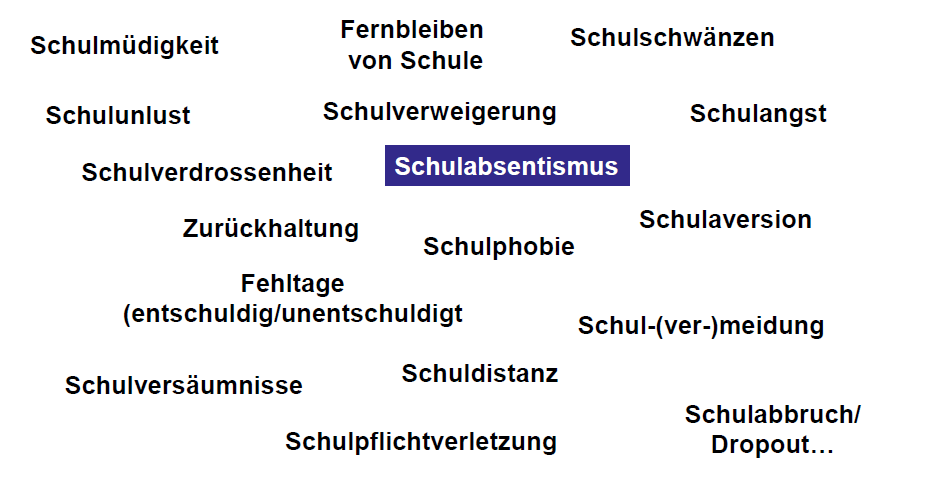 Schulmüdigkeit
Fernbleiben
von Schule
Schulschwänzen
Schulunlust
Schulverweigerung
Schulangst
Schulverdrossenheit
Schulabsentismus
Zurückhaltung
Schulphobie
Schulaversion
Fehltage
(entschuldig/unentschuldigt
Schul-(ver-)meidung
Schulversäumnisse
Schuldistanz
Schulpflichtverletzung
Schulabbruch/
Dropout…